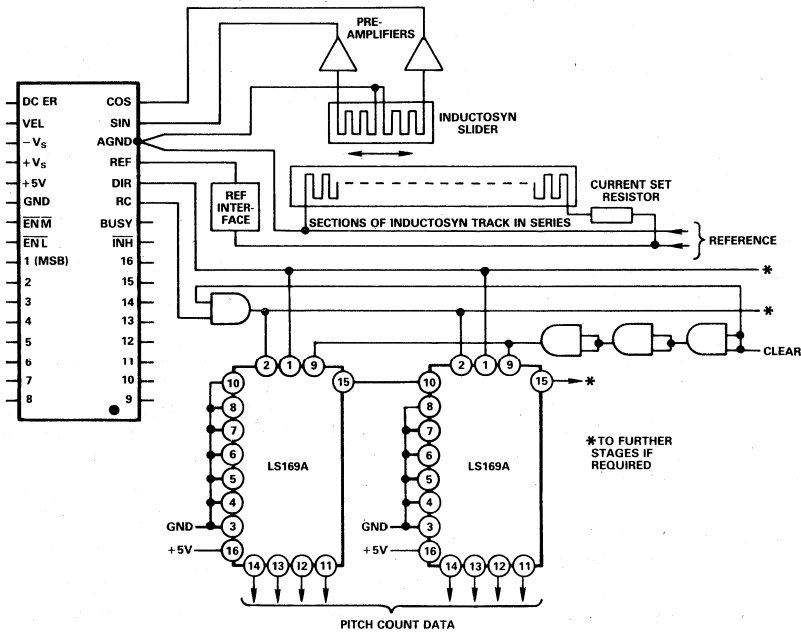 PRE-
AMPLIFIERS
DC ER
COS
VEL
SIN
−VS
AGND
+VS
REF
+5V
DIR
GND
RC
ENM
BUSY
ENL
INH
1 (MSB)
16
2
15
3
14
4
13
5
12
6
11
7
10
8
9
INDUCTOSYN
SLIDER
REF
INTER-
FACE
CURRENT SET
RESISTOR
SECTIONS OF INDUCTOSYN TRACK IN SERIES
REFERENCE
*
*
CLEAR
2 1 9
10
15
8
7
6
5
4
3
16
LS169A
GND
+5V
14 13 12 11
2 1 9
10
15
*
8
7
6
5
4
3
16
LS169A
GND
+5V
14 13 12 11
*TO FURTHER
STAGES IF
REQUIRED
PITCH COUNT DATA